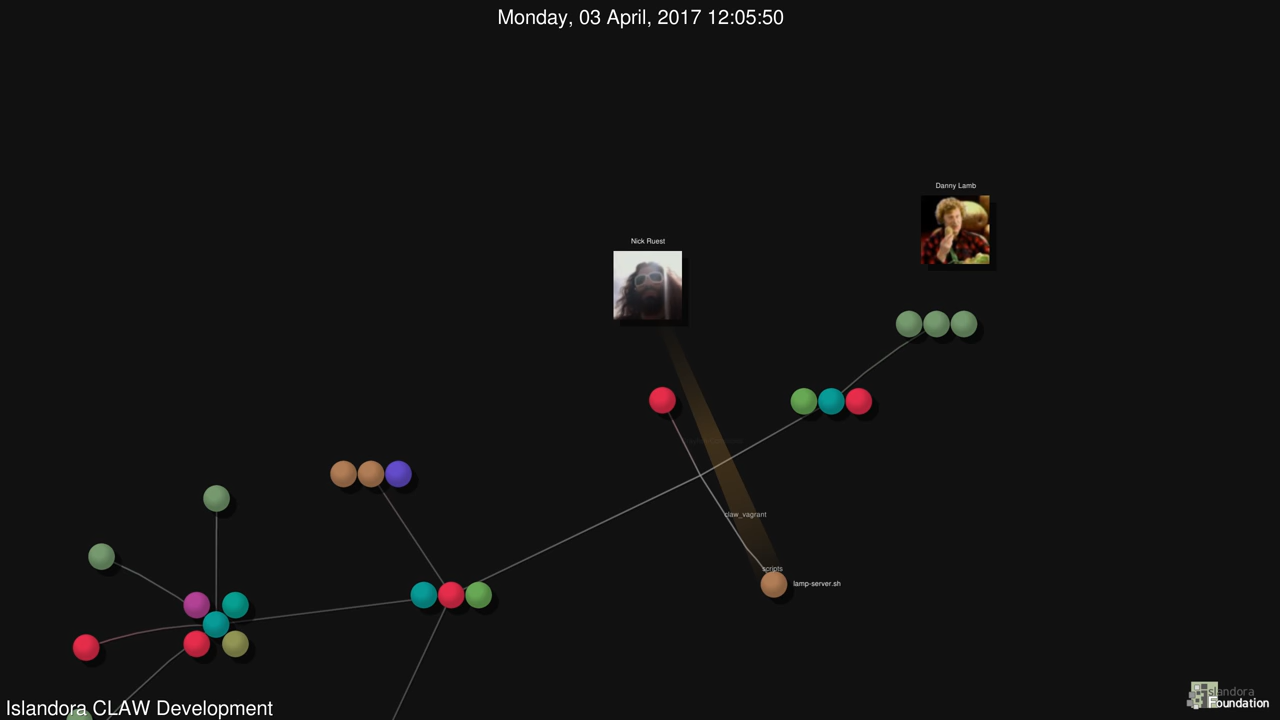 Monday, 03 April, 2017 12:05:50
Danny Lamb
Nick Ruest
claw_vagrant
scripts
lamp-server.sh
Islandora
Foundation
Islandora CLAW Development